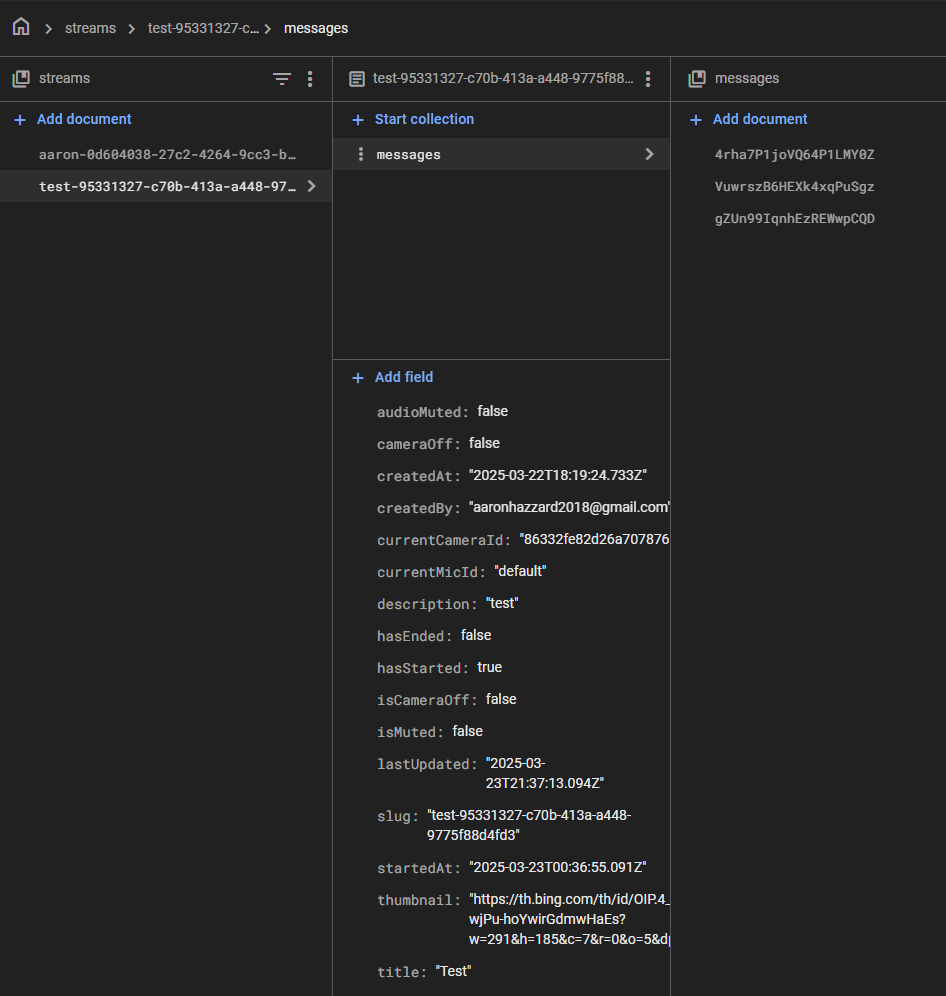 streams
test-95331327-c...
messages
streams
Add document
aaron-0d604038-27c2-4264-9cc3-b...
test-95331327-c70b-413a-a448-97...
test-95331327-c70b-413a-a448-9775f88...
Start collection
messages
Add field
audioMuted: false
cameraOff: false
createdAt: "2025-03-22T18:19:24.733Z"
createdBy: "aaronhazzard2018@gmail.com"
currentCameraId: "86332fe82d26a707876
currentMicId: "default"
description: "test"
hasEnded: false
hasStarted: true
isCameraOff: false
isMuted: false
lastUpdated: "2025-03-
23T21:37:13.094Z"
slug: "test-95331327-c70b-413a-a448-
9775f88d4fd3"
startedAt: "2025-03-23T00:36:55.091Z"
thumbnail: "https://th.bing.com/th/id/OIP.4_
wjPu-hoYwirGdmwHaEs?
w=291&h=185&c=7&r=0&o=5&d
title: "Test"
messages
Add document
4rha7P1joVQ64P1LMY0Z
VuwrszB6HEXk4xqPuSgz
gZUn99IqnhEzREWwpCQD